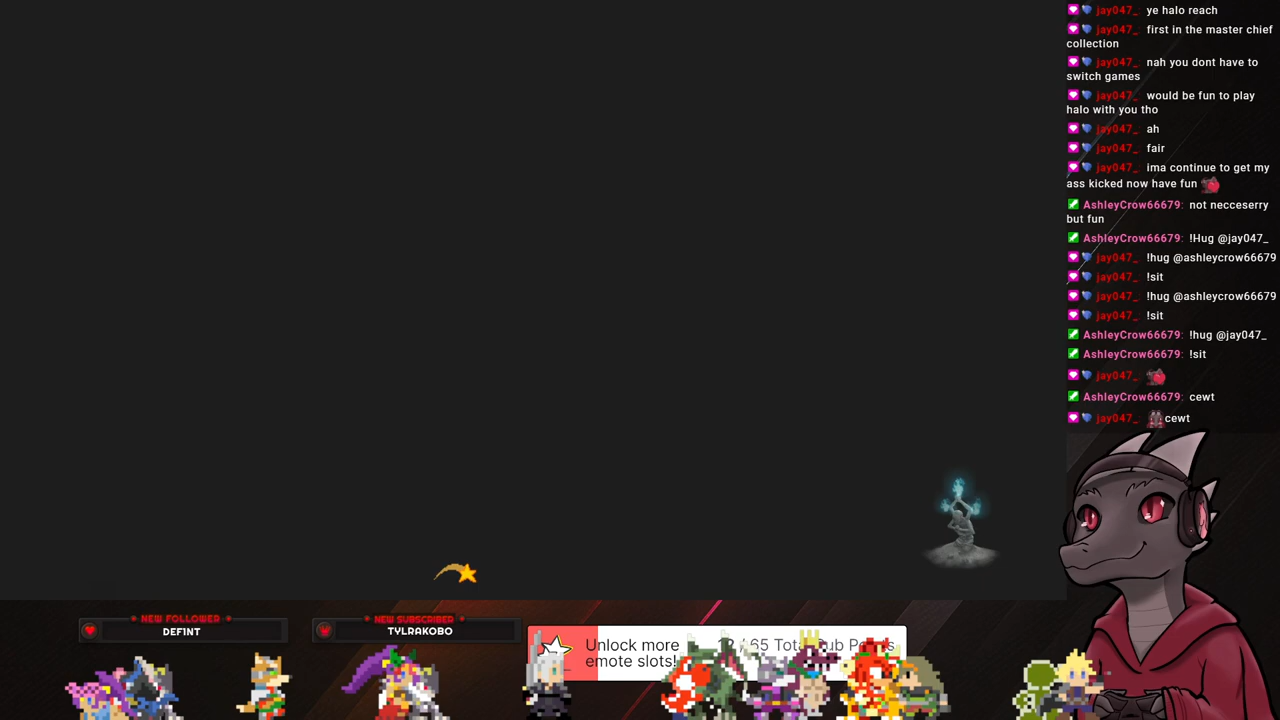 jay047_ ye halo reach
jay047_ first in the master chief
collection
jay047_ nah you dont have to
switch games
jay047_ would be fun to play
halo with you tho
jay047_ ah
jay047_ fair
jay047_ ima continue to get my
ass kicked now have fun
AshleyCrow66679: not necceserry
but fun
AshleyCrow66679: !Hug @jay047_
jay047_ !hug @ashleycrow66679
jay047_ !sit
jay047_ !hug @ashleycrow66679
jay047_ !sit
AshleyCrow66679: !hug @jay047_
AshleyCrow66679: !sit
jay047_
AshleyCrow66679: cewt
jay047_ cewt
NEW FOLLOWER
DEF1NT
NEW SUBSCRIBER
TYLRAKOBO
Unlock more
emote slots!
/ 65